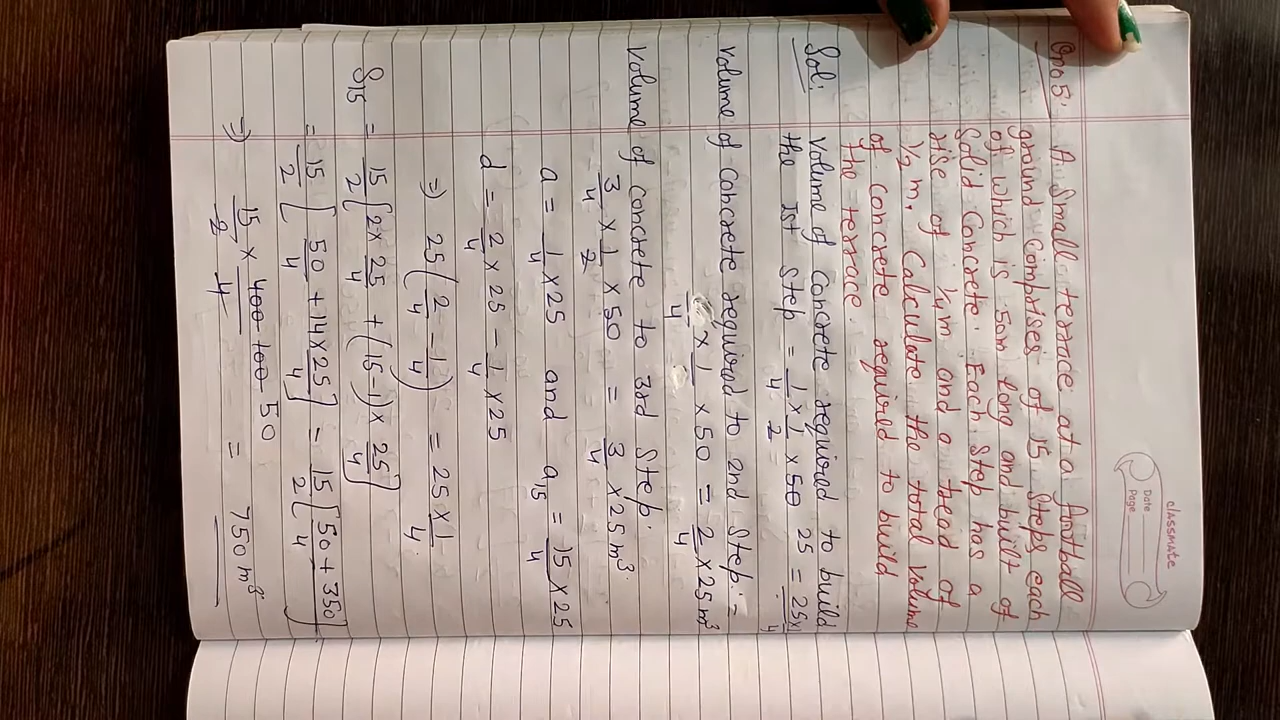 classmate
Date
Page
Qno 5. A small terrace at a football
ground comprises of 15 steps each
of which is 50m long and built of
Solid Concrete. Each Step has a
rise of 1/4 m and a tread of
1/2 m. Calculate the total volume
of concrete required to build
the terrace.
Sol: Volume of concrete required to build
the Ist Step = 1/4 × 1/2 × 50 25 = 25×1/4
Volume of concrete required to 2nd Step. =
/4 × 1/ × 50 = 2/4 × 25 m³
Volume of concrete to 3rd Step.
3/4 × 1/2 × 50 = 3/4 × 25 m³.
a = 1/4 × 25 and a15 = 15/4 × 25
d = 2/4 × 25 - 1/4 × 25
⇒ 25(2/4 - 1/4) = 25 × 1/4
S15 = 15/2 [2 × 25/4 + (15-1) × 25/4]
= 15/2 [50/4 + 14×25/4] = 15/2 [50+350/4]
⇒ 15/2 × 400 100 50/4 = 750 m³